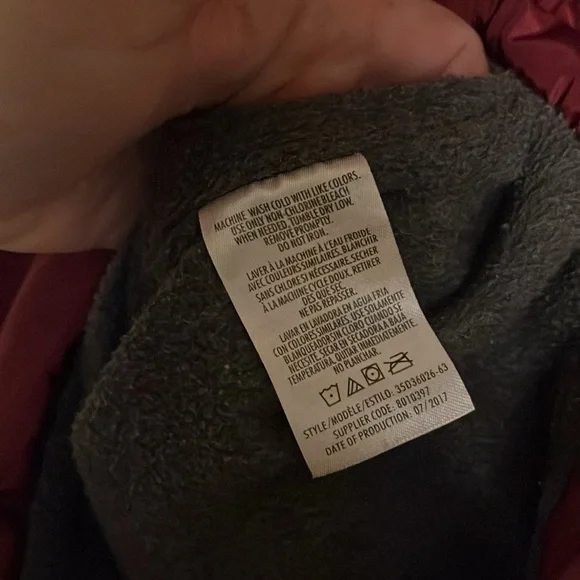 MACHINE WASH COLD WITH LIKE COLORS.
USE ONLY NON-CHLORINE BLEACH
WHEN NEEDED. TUMBLE DRY LOW.
REMOVE PROMPTLY.
DO NOT IRON.
LAVER À LA MACHINE À L'EAU FROIDE
AVEC COULEURS SIMILAIRES. BLANCHIR
SANS CHLORE SI NÉCESSAIRE. SECHER
À LA MACHINE CYCLE DOUX. RETIRER
DES QUE SEC.
NE PAS REPASSER.
LAVAR EN LAVADORA EN AGUA FRIA
CON COLORES SIMILARES. USE SOLAMENTE
BLANQUEADOR SIN CORO CUANDO SE
NECESITE. SECAR EN SECADORA A BAJA
TEMPERATURA. QUITAR INMEDIATAMENTE.
NO PLANCHAR.
STYLE/MODÈLE/ESTILO: 35036026-63
SUPPLIER CODE: 8010397
DATE OF PRODUCTION: 07/2017